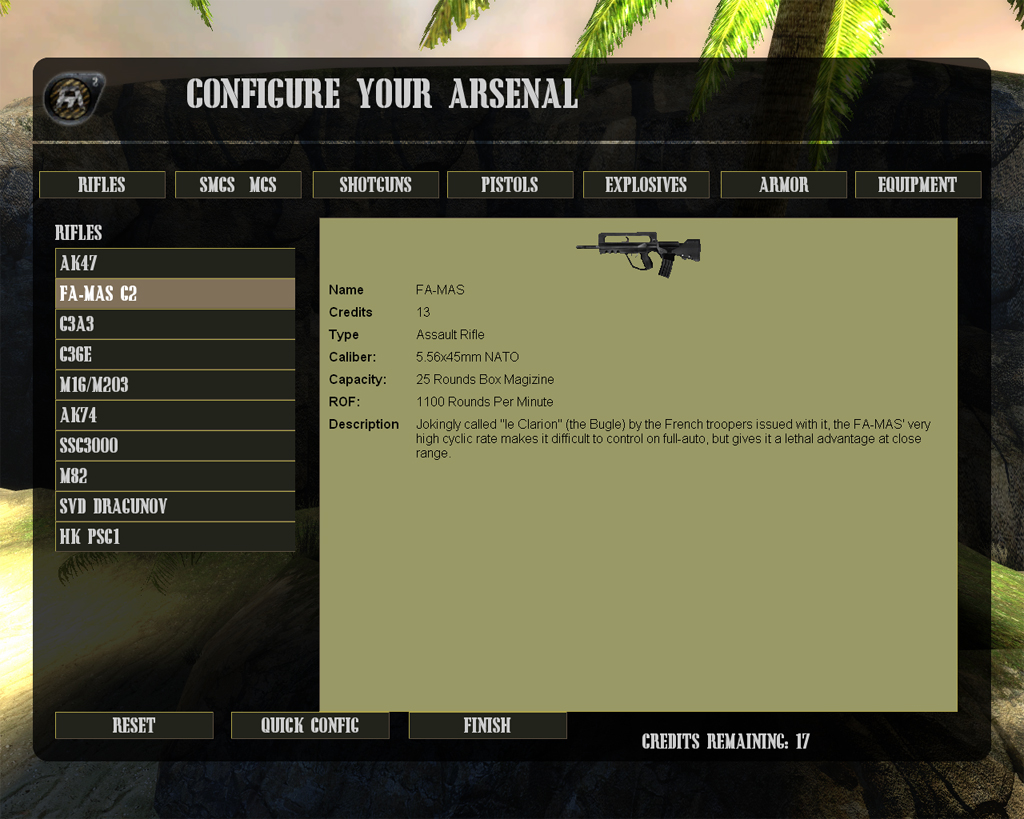 2
CONFIGURE YOUR ARSENAL
RIFLES SMGS MGS SHOTGUNS PISTOLS EXPLOSIVES ARMOR EQUIPMENT
RIFLES
AK47
FA-MAS G2
G3A3
G36E
M16/M203
AK74
SSG3000
M82
SVD DRAGUNOV
HK PSG1
Name FA-MAS
Credits 13
Type Assault Rifle
Caliber: 5.56x45mm NATO
Capacity: 25 Rounds Box Magizine
ROF: 1100 Rounds Per Minute
Description Jokingly called "le Clarion" (the Bugle) by the French troopers issued with it, the FA-MAS' very
high cyclic rate makes it difficult to control on full-auto, but gives it a lethal advantage at close
range.
RESET QUICK CONFIG FINISH
CREDITS REMAINING: 17